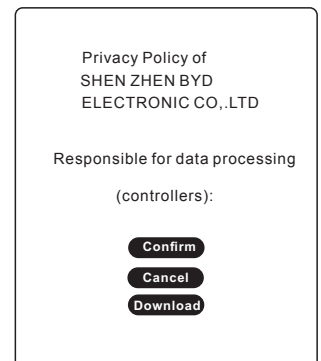 Privacy Policy of
SHEN ZHEN BYD
ELECTRONIC CO,.LTD
Responsible for data processing
(controllers):
Confirm
Cancel
Download